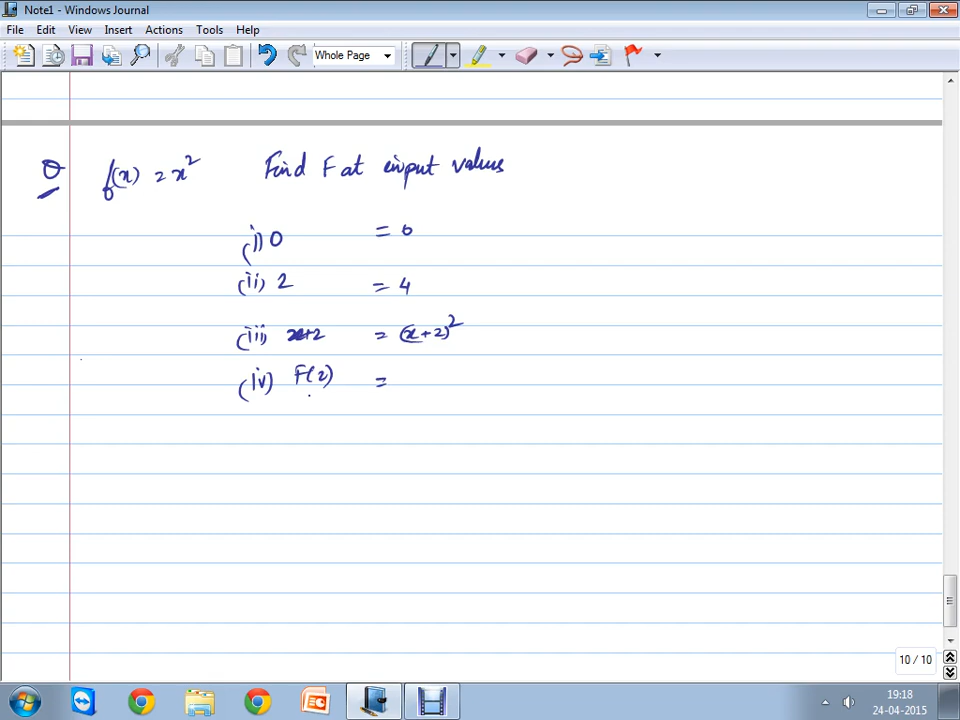 Note1 - Windows Journal
File Edit View Insert Actions Tools Help
Whole Page
Q f(x) = x² Find F at input values
(i) 0 = 0
(ii) 2 = 4
(iii) x+2 = (x+2)²
(iv) F(2) =
10 / 10
19:18
24-04-2015